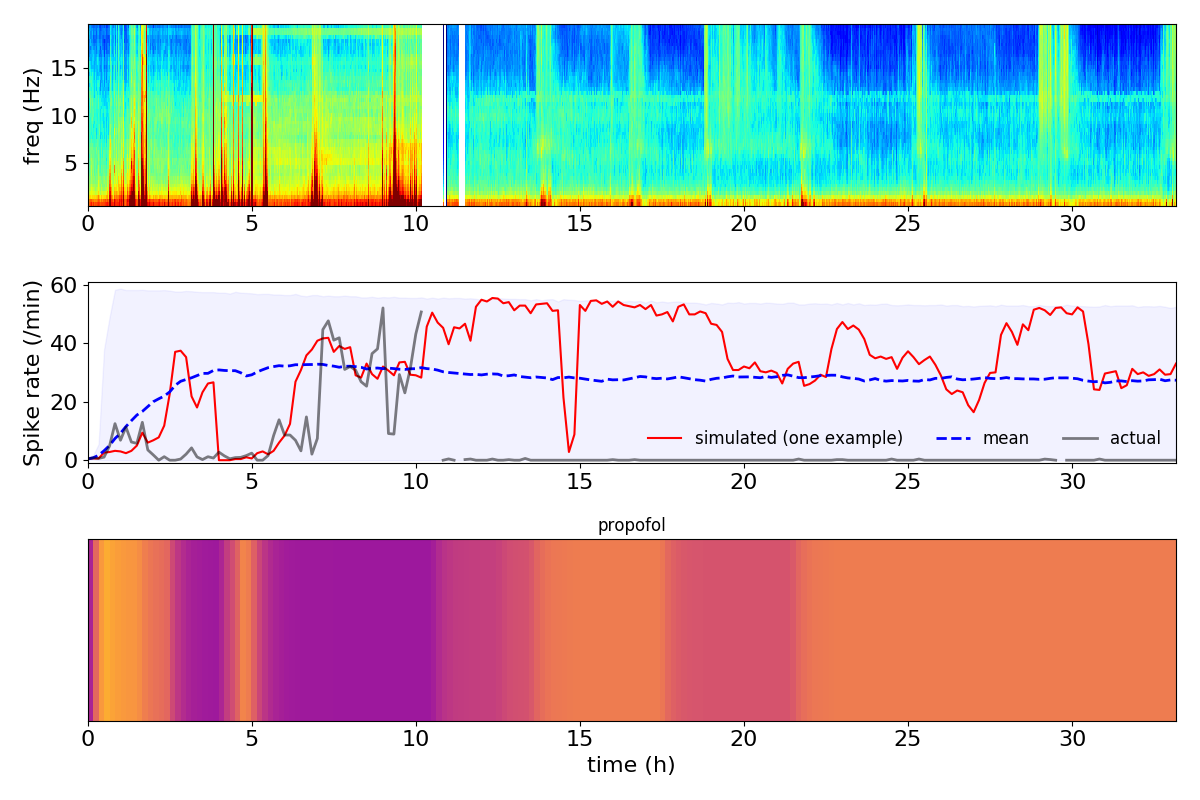 freq (Hz)
15
10
5
0 5 10 15 20 25 30
Spike rate (/min)
60
40
20
0
simulated (one example) mean actual
0 5 10 15 20 25 30
propofol
0 5 10 15 20 25 30
time (h)